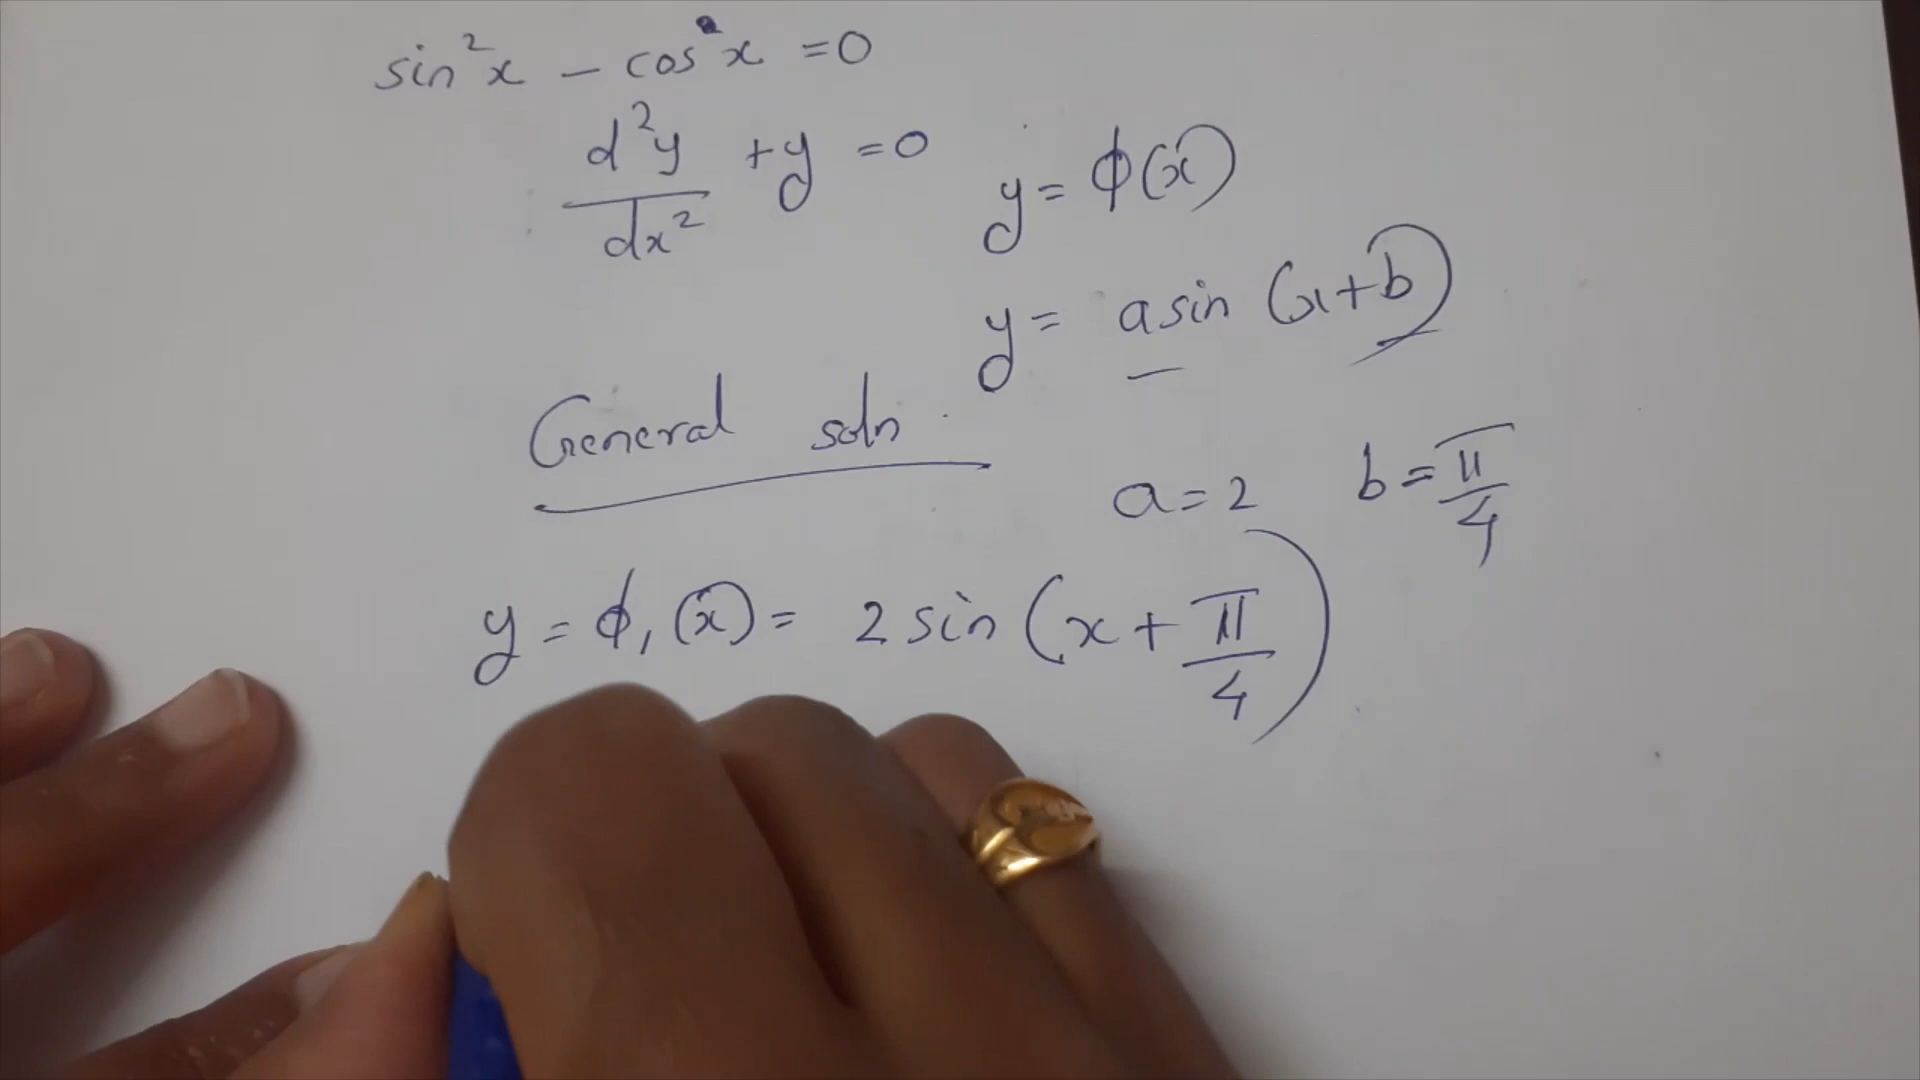 sin²x - cos²x = 0
d²y/dx² + y = 0
y = ϕ(x)
y = a sin (x+b)
General soln.
a = 2 b = π/4
y = ϕ₁(x) = 2 sin (x + π/4)